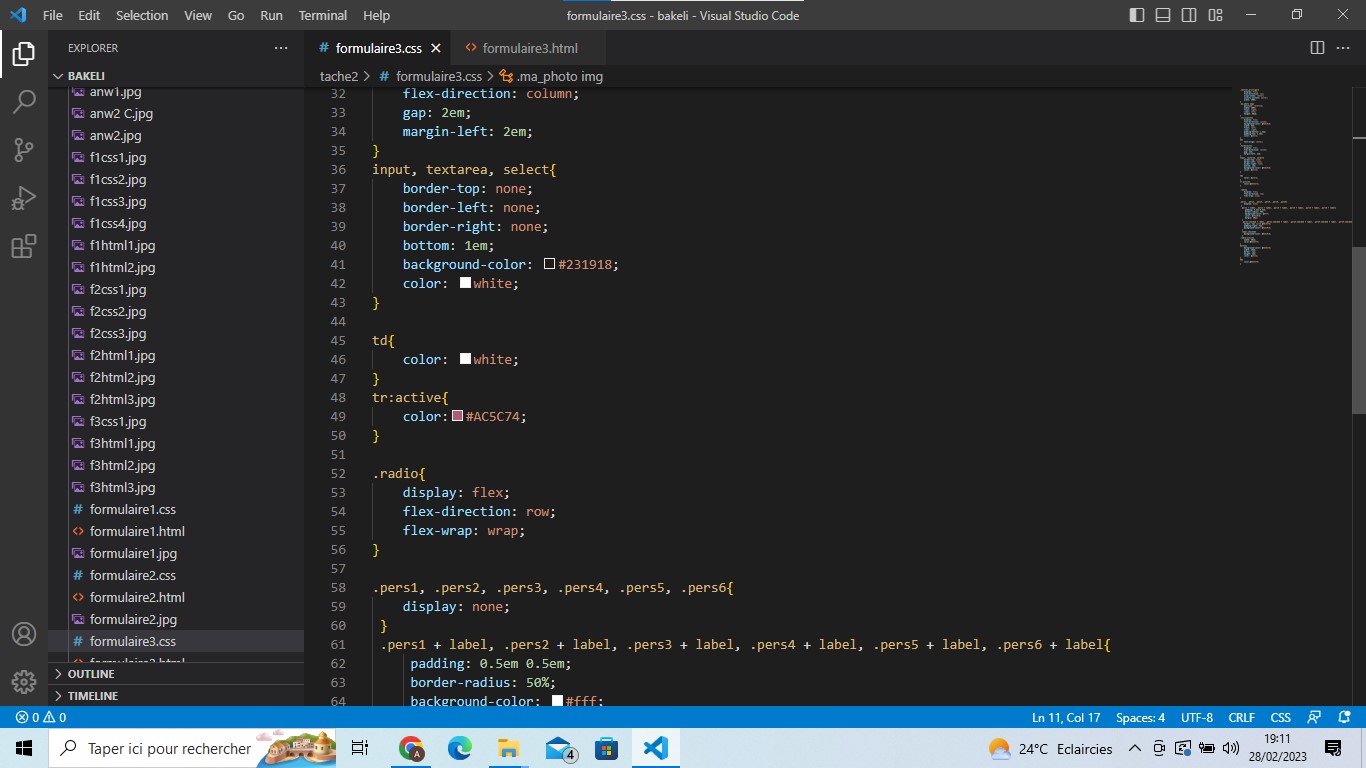 File Edit Selection View Go Run Terminal Help formulaire3.css - bakeli - Visual Studio Code
EXPLORER
BAKELI
anw1.jpg
anw2 C.jpg
anw2.jpg
f1css1.jpg
f1css2.jpg
f1css3.jpg
f1css4.jpg
f1html1.jpg
f1html2.jpg
f2css1.jpg
f2css2.jpg
f2css3.jpg
f2html1.jpg
f2html2.jpg
f2html3.jpg
f3css1.jpg
f3html1.jpg
f3html2.jpg
f3html3.jpg
# formulaire1.css
<> formulaire1.html
formulaire1.jpg
# formulaire2.css
<> formulaire2.html
formulaire2.jpg
# formulaire3.css
<> formulaire3.html
OUTLINE
TIMELINE
# formulaire3.css <> formulaire3.html
tache2 > # formulaire3.css > .ma_photo img
32 flex-direction: column;
33 gap: 2em;
34 margin-left: 2em;
35 }
36 input, textarea, select{
37 border-top: none;
38 border-left: none;
39 border-right: none;
40 bottom: 1em;
41 background-color: #231918;
42 color: white;
43 }
44
45 td{
46 color: white;
47 }
48 tr:active{
49 color: #AC5C74;
50 }
51
52 .radio{
53 display: flex;
54 flex-direction: row;
55 flex-wrap: wrap;
56 }
57
58 .pers1, .pers2, .pers3, .pers4, .pers5, .pers6{
59 display: none;
60 }
61 .pers1 + label, .pers2 + label, .pers3 + label, .pers4 + label, .pers5 + label, .pers6 + label{
62 padding: 0.5em 0.5em;
63 border-radius: 50%;
64 background-color: #fff;
0 0 Ln 11, Col 17 Spaces: 4 UTF-8 CRLF CSS
Taper ici pour rechercher A 4 24°C Eclaircies 19:11
28/02/2023